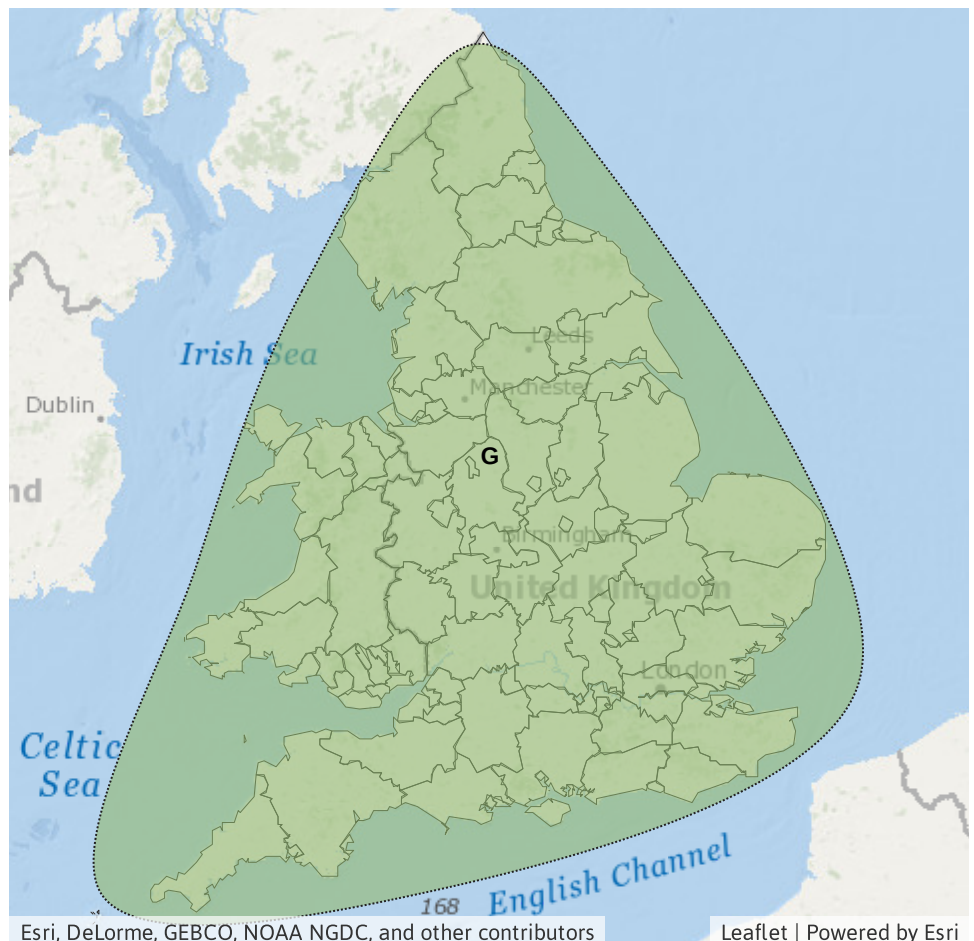 Irish Sea
Leeds
Manchester
Dublin
G
nd
Birmingham
United Kingdom
London
Celtic
Sea
English Channel
168
Esri, DeLorme, GEBCO, NOAA NGDC, and other contributors
Leaflet | Powered by Esri